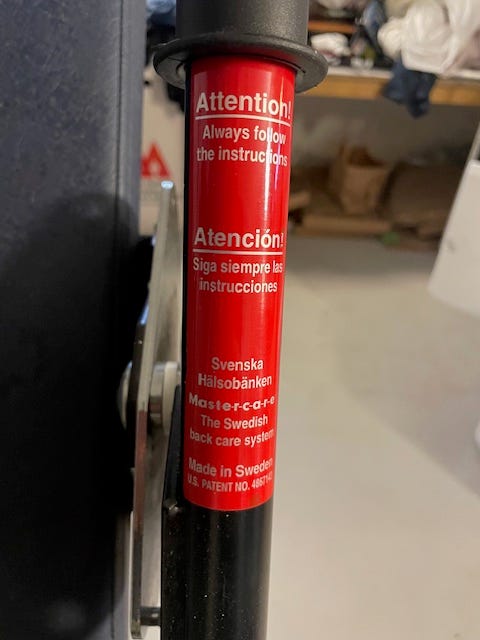 Attention!
Always follow
the instructions
Atención!
Siga siempre las
instrucciones
Svenska
Hälsobänken
Mastercare
The Swedish
back care system
Made in Sweden
U.S. PATENT NO.